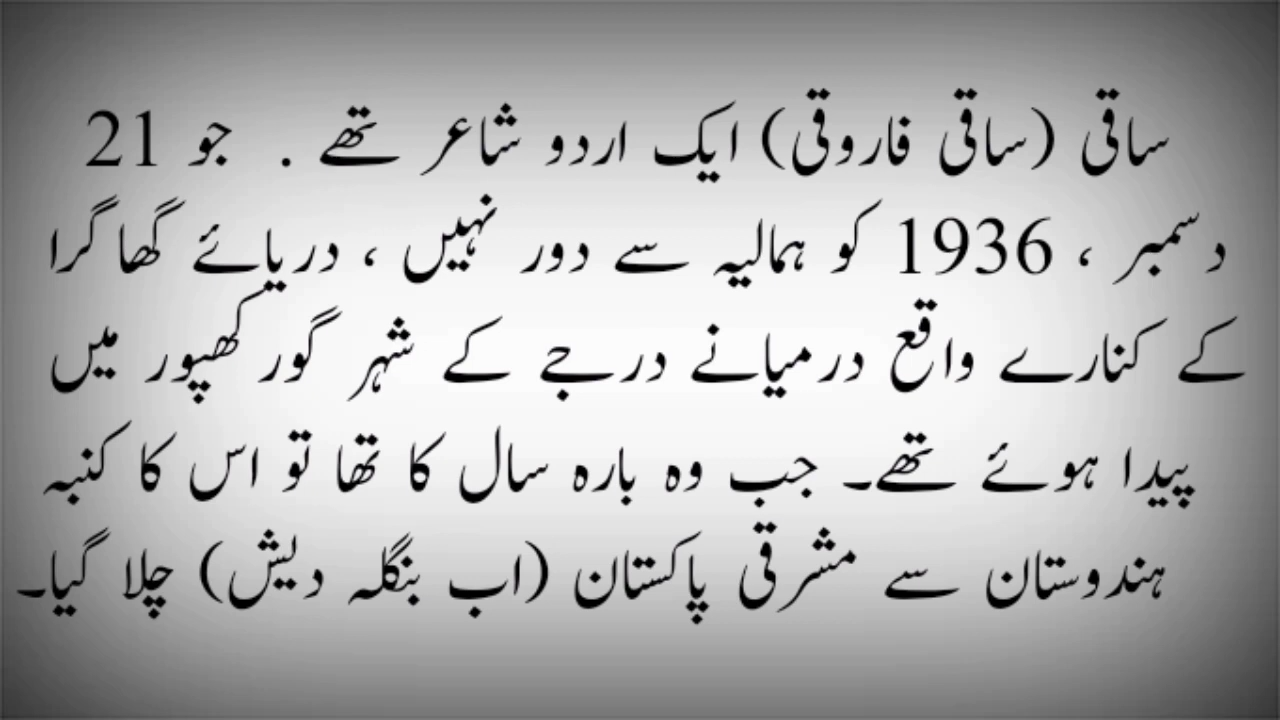 ساقی (ساقی فاروقی) ایک اردو شاعر تھے . جو 21
دسمبر ، 1936 کو ہمالیہ سے دور نہیں ، دریائے گھاگرا
کے کنارے واقع درمیانے درجے کے شہر گورکھپور میں
پیدا ہوئے تھے۔ جب وہ بارہ سال کا تھا تو اس کا کنبہ
ہندوستان سے مشرقی پاکستان (اب بنگلہ دیش) چلا گیا۔